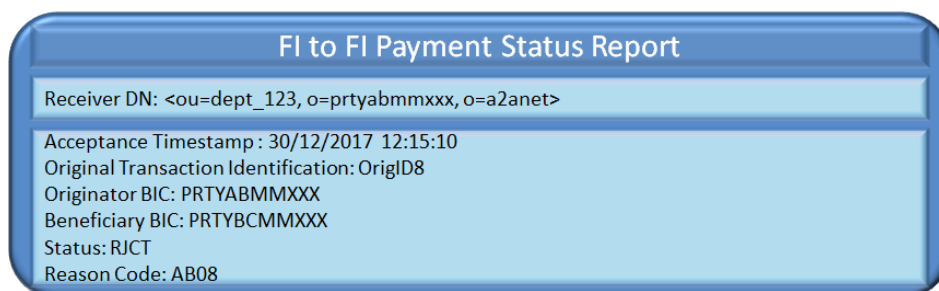 FI to FI Payment Status Report
Receiver DN: <ou=dept_123, o=prtyabmmxxx, o=a2anet>
Acceptance Timestamp : 30/12/2017 12:15:10
Original Transaction Identification: OrigID8
Originator BIC: PRTYABMMXXX
Beneficiary BIC: PRTYBCMMXXX
Status: RJCT
Reason Code: AB08